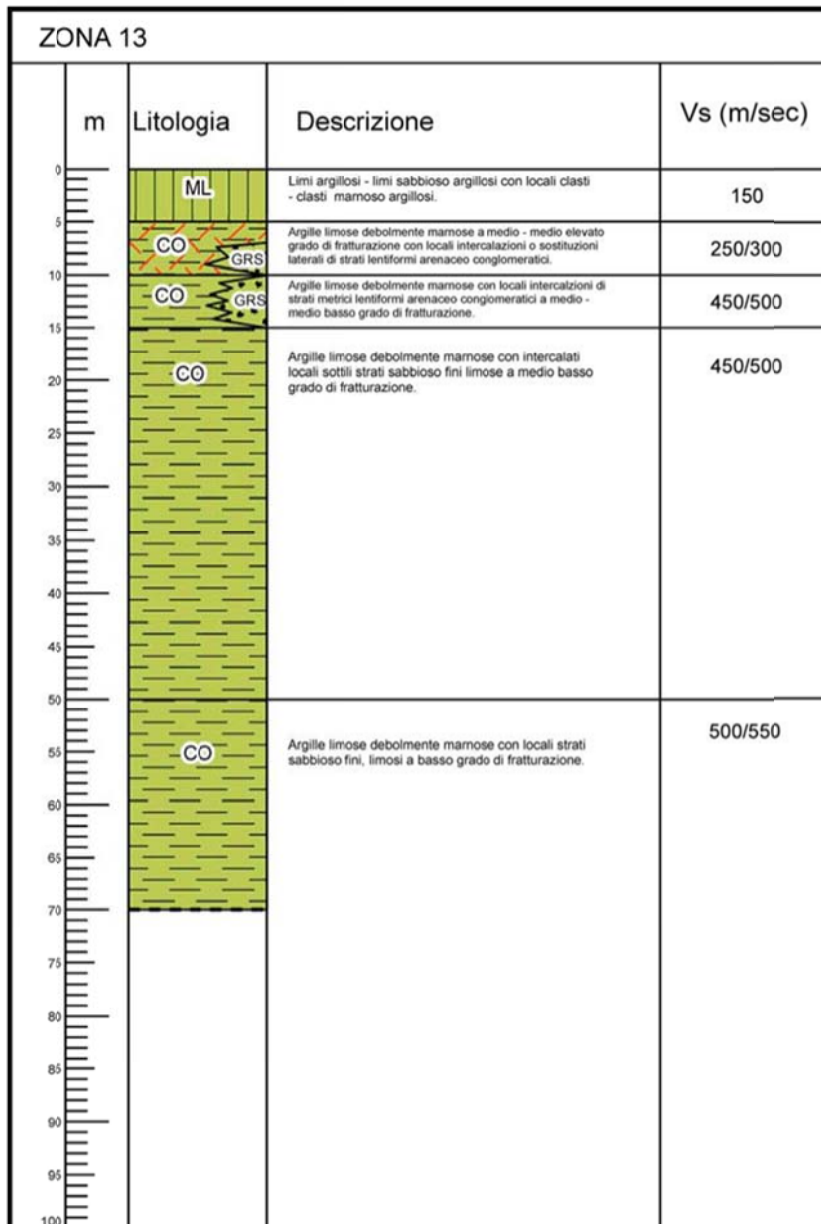 ZONA 13
m
Litologia
Descrizione
Vs (m/sec)
0
ML
Limi argillosi - limi sabbioso argillosi con locali clasti
- clasti marnoso argillosi.
150
5
CO
GRS
Argille limose debolmente marnose a medio - medio elevato
grado di fratturazione con locali intercalazioni o sostituzioni
laterali di strati lentiformi arenaceo conglomeratici.
250/300
10
CO
GRS
Argille limose debolmente marnose con locali intercalzioni di
strati metrici lentiformi arenaceo conglomeratici a medio -
medio basso grado di fratturazione.
450/500
15
CO
Argille limose debolmente marnose con intercalati
locali sottili strati sabbioso fini limose a medio basso
grado di fratturazione.
450/500
20
25
30
35
40
45
50
CO
Argille limose debolmente marnose con locali strati
sabbioso fini, limosi a basso grado di fratturazione.
500/550
55
60
65
70
75
80
85
90
95
100